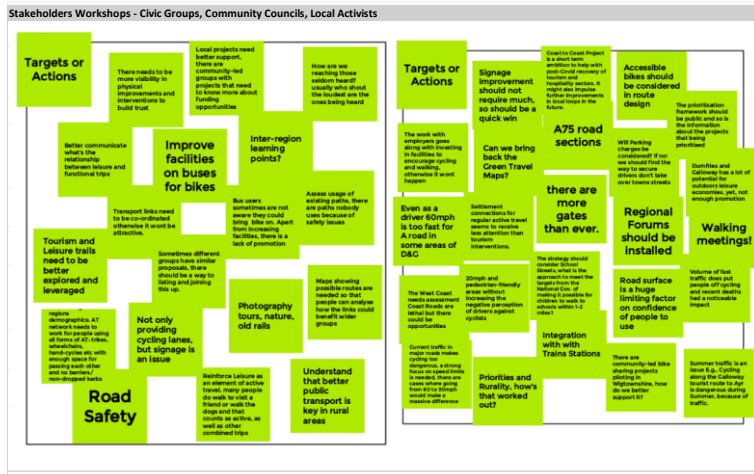 Stakeholders Workshops - Civic Groups, Community Councils, Local Activists
Targets or
Actions
There needs to be
more visibility in
physical
improvements and
interventions to
build trust
Local projects need
better support,
there are
community-led
groups with
projects that need
to know more about
funding
opportunities
How are we
reaching those
seldom heard?
usually who shout
the loudest are the
ones being heard
Better communicate
what's the
relationship
between leisure and
functional trips
Improve
facilities
on buses
for bikes
Inter-region
learning
points?
Transport links need
to be co-ordinated
otherwise it wont be
attractive.
Bus users
sometimes are not
aware they could
bring bike on. Apart
from increasing
facilities, there is a
lack of promotion
Assess usage of
existing paths, there
are paths nobody
uses because of
safety issues
Tourism and
Leisure trails
need to be
better
explored and
leveraged
Sometimes different
groups have similar
proposals, there
should be a way to
listing and joining
this up.
Photography
tours, nature,
old rails
Maps showing
possible routes are
needed so that
people can analyse
how the links could
benefit wider
groups
regions
demographics. AT
network needs to
work for people using
all forms of AT- trikes,
wheelchairs,
hand-cycles etc with
enough space for
passing each other
and no barriers/
non-dropped kerbs
Not only
providing
cycling lanes,
but signage is
an issue
Road
Safety
Reinforce Leisure as
an element of active
travel, many people
do walk to visit a
friend or walk the
dogs and that
counts as active, as
well as other
combined trips
Understand
that better
public
transport is
key in rural
areas
Targets or
Actions
Signage
improvement
should not
require much,
so should be a
quick win
Coast to Coast Project
is a short term
ambition to help with
post-Covid recovery of
tourism and
hospitality sectors. It
might also impulse
further improvements
in local loops in the
future.
Accessible
bikes should
be considered
in route
design
The prioritisation
framework should
be public and so is
the information
about the projects
that being
prioritised
The work with
employers goes
along with investing
in facilities to
encourage cycling
and walking,
otherwise it wont
happen
Can we bring
back the
Green Travel
Maps?
A75 road
sections
Will Parking
charges be
considered? If no
we should find the
way to secure
drivers don't take
over towns streets
Dumfries and
Galloway has a lot of
potential for
outdoors leisure
economies, yet, not
enough promotion
Even as a
driver 60mph
is too fast for
A road in
some areas of
D&G
Settlement
connections for
regular active travel
seems to receive
less attention than
tourism
interventions.
there are
more
gates
than ever.
Regional
Forums
should be
installed
Walking
meetings!
The West Coast
needs assessment
Coast Roads are
lethal but there
could be
opportunities
20mph and
pedestrian-friendly
areas without
increasing the
negative perception
of drivers against
cyclists
The strategy should
consider School
Streets, what is the
approach to meet the
targets from the
National Gov. of
making it possible for
children to walk to
schools within 1-2
miles?
Road surface
is a huge
limiting factor
on confidence
of people to
use
Volume of fast
traffic does put
people off cycling
and recent deaths
had a noticeable
impact
Current traffic in
major roads makes
cycling too
dangerous, a strong
focus on speed limits
is needed, there are
cases where going
from 60 to 30mph
would make a
massive difference
Priorities and
Rurality, how's
that worked
out?
Integration
with with
Trains Stations
There are
community-led bike
sharing projects
piloting in
Wigtownshire, how
do we better
support it?
Summer traffic is an
issue E.g., Cycling
along the Galloway
tourist route to Ayr
is dangerous during
Summer, because of
traffic.